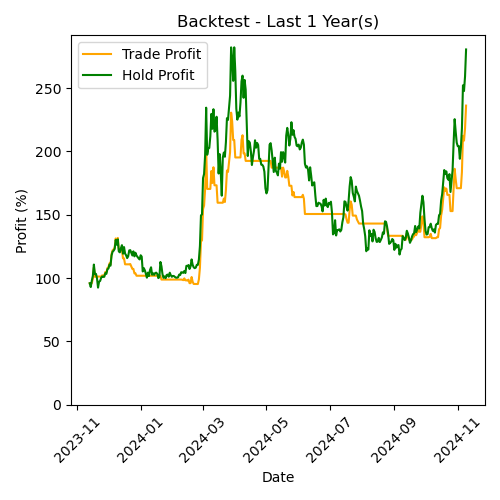 Backtest - Last 1 Year(s)
Trade Profit
Hold Profit
Profit (%)
250
200
150
100
50
0
2023-11
2024-01
2024-03
2024-05
2024-07
2024-09
2024-11
Date